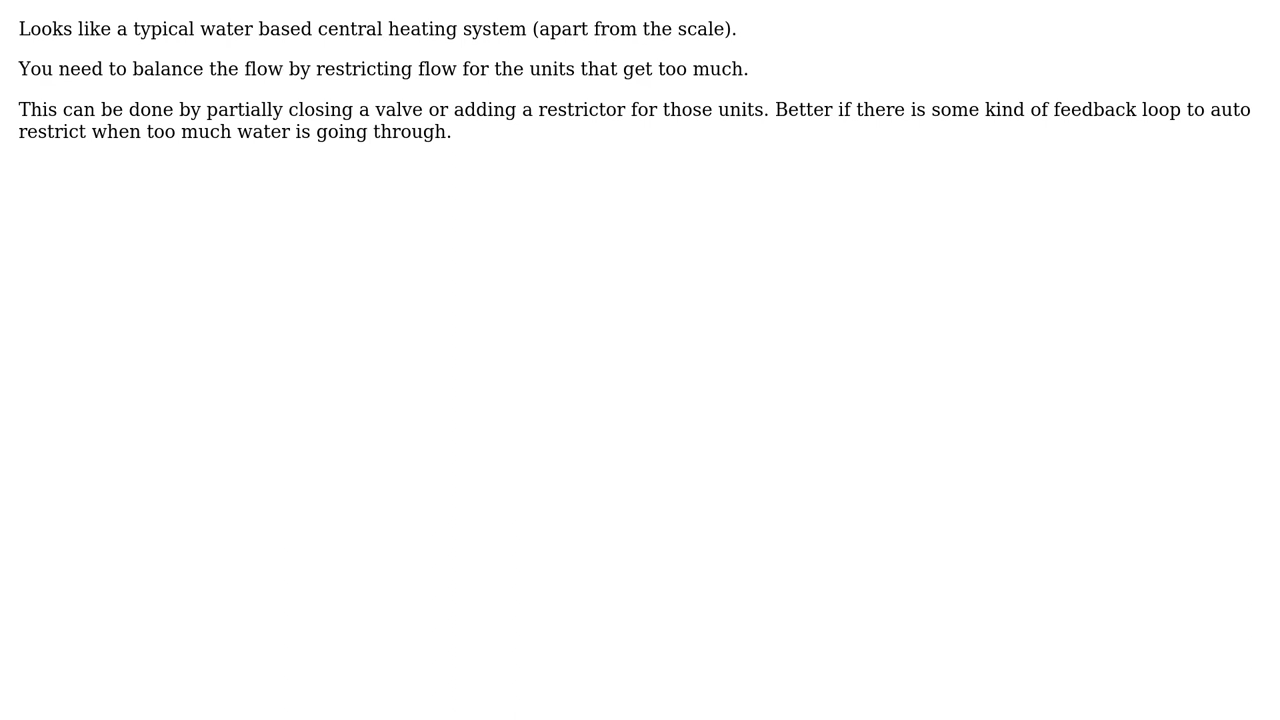 Looks like a typical water based central heating system (apart from the scale).
You need to balance the flow by restricting flow for the units that get too much.
This can be done by partially closing a valve or adding a restrictor for those units. Better if there is some kind of feedback loop to auto
restrict when too much water is going through.